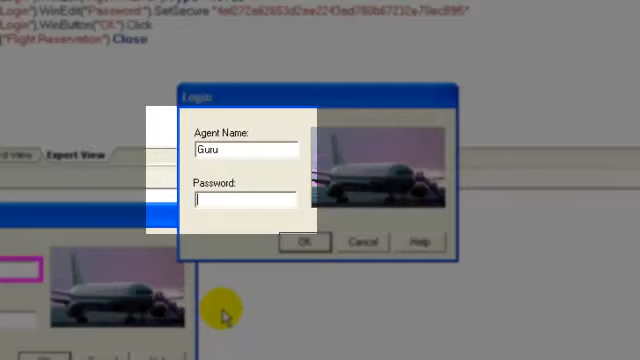 Login").WinEdit("Password:").SetSecure
Login").WinButton("OK").Click
("Flight Reservation").Close
Login
Agent Name:
Guru
Password:
Expert View
OK
Cancel
Help